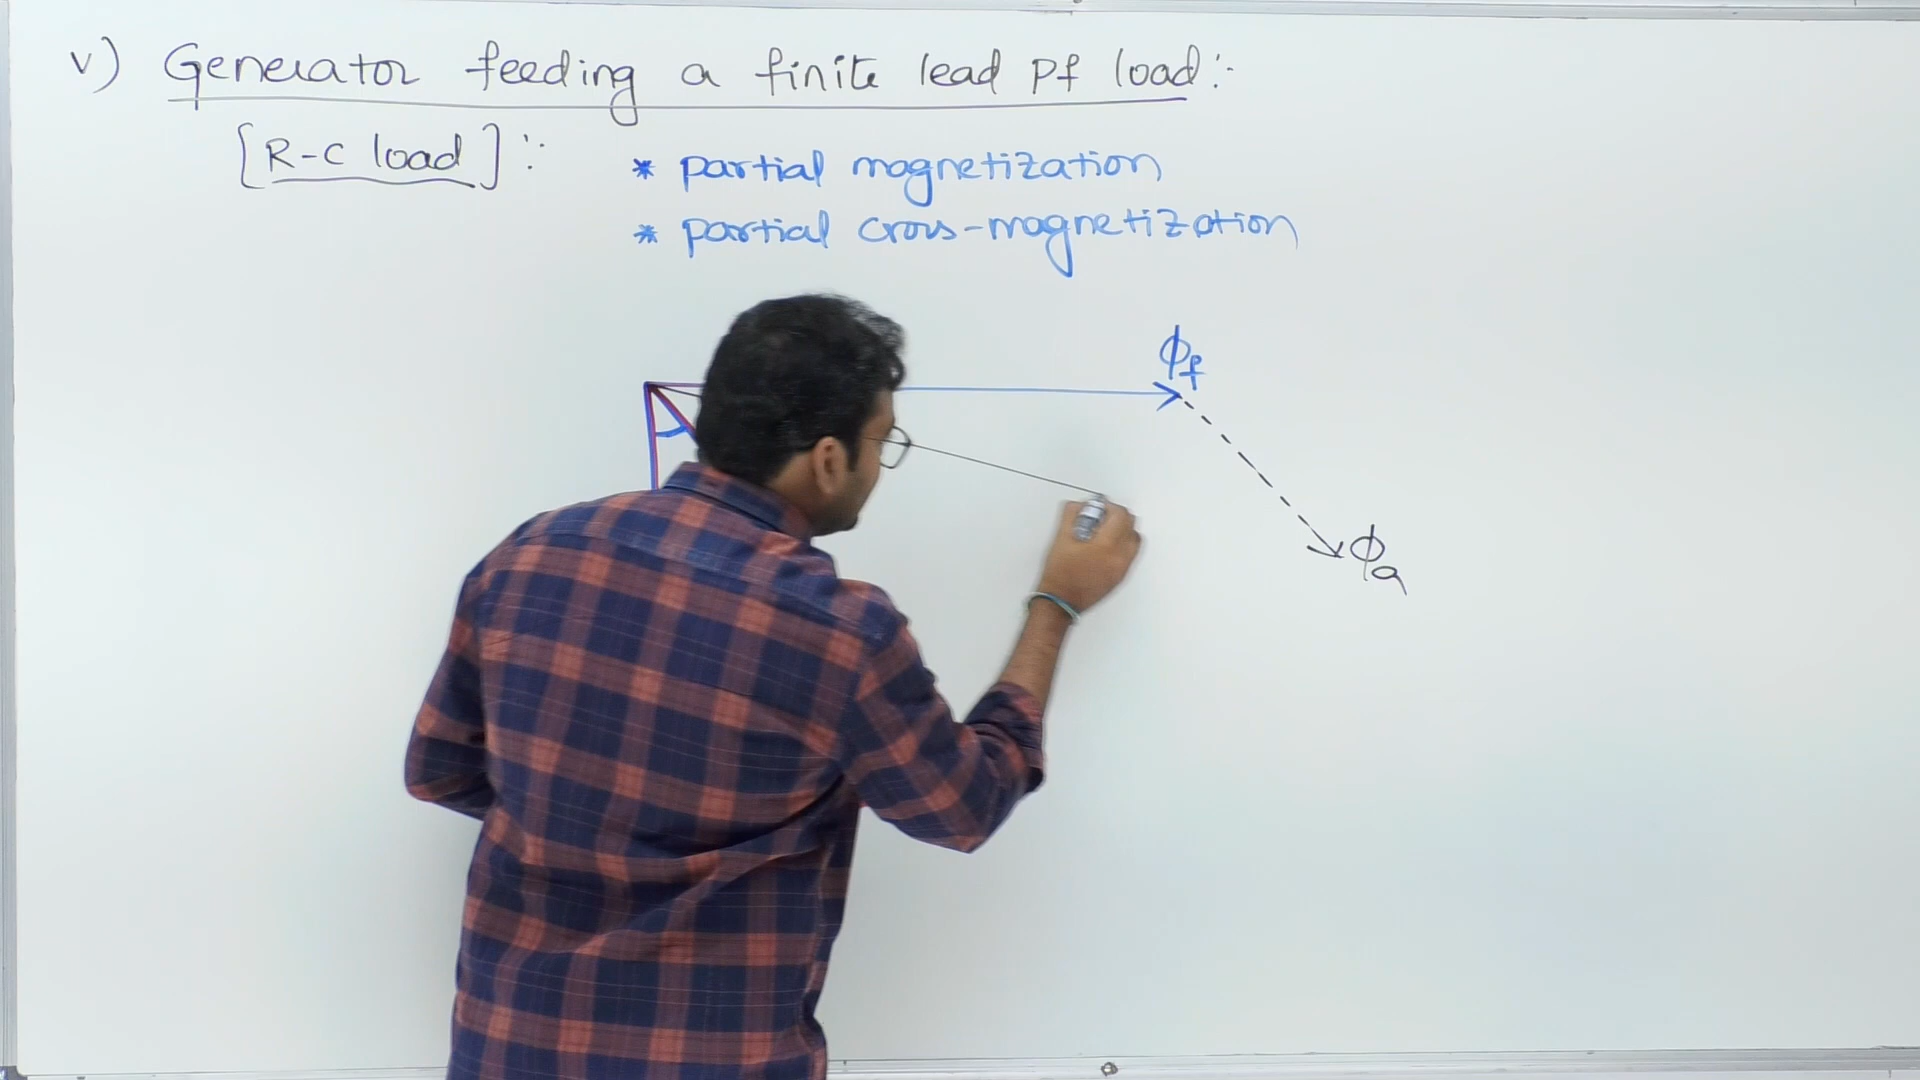 v) Generator feeding a finite lead Pf load:-
[R-C load]:-
* partial magnetization
* partial cross-magnetization
ϕf
ϕa